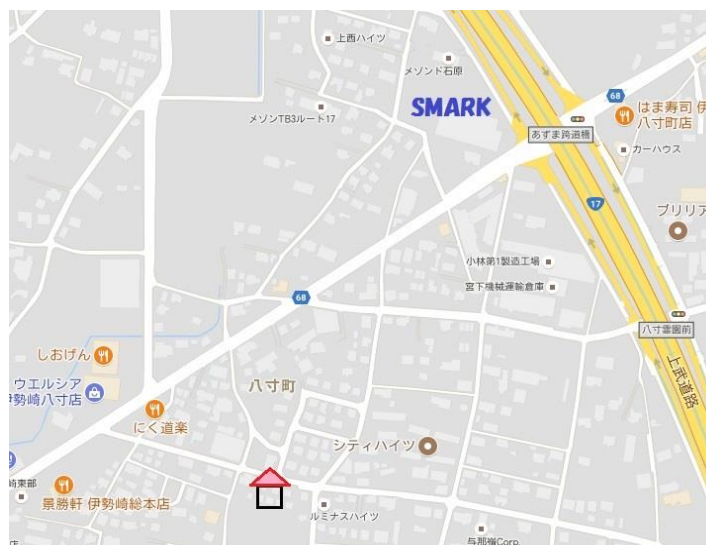 上西ハイツ
メゾンド石原
68
はま寿司 伊
八寸町店
メゾンTB3ルート17
SMARK
あずま跨道橋
カーハウス
17
ブリリア
小林第1製造工場
宮下機械運輸倉庫
68
八寸霊園前
しおげん
上武道路
ウエルシア
伊勢崎八寸店
八寸町
にく道楽
シティハイツ
崎東部
景勝軒 伊勢崎総本店
ルミナスハイツ
店
与那嶺Corp.